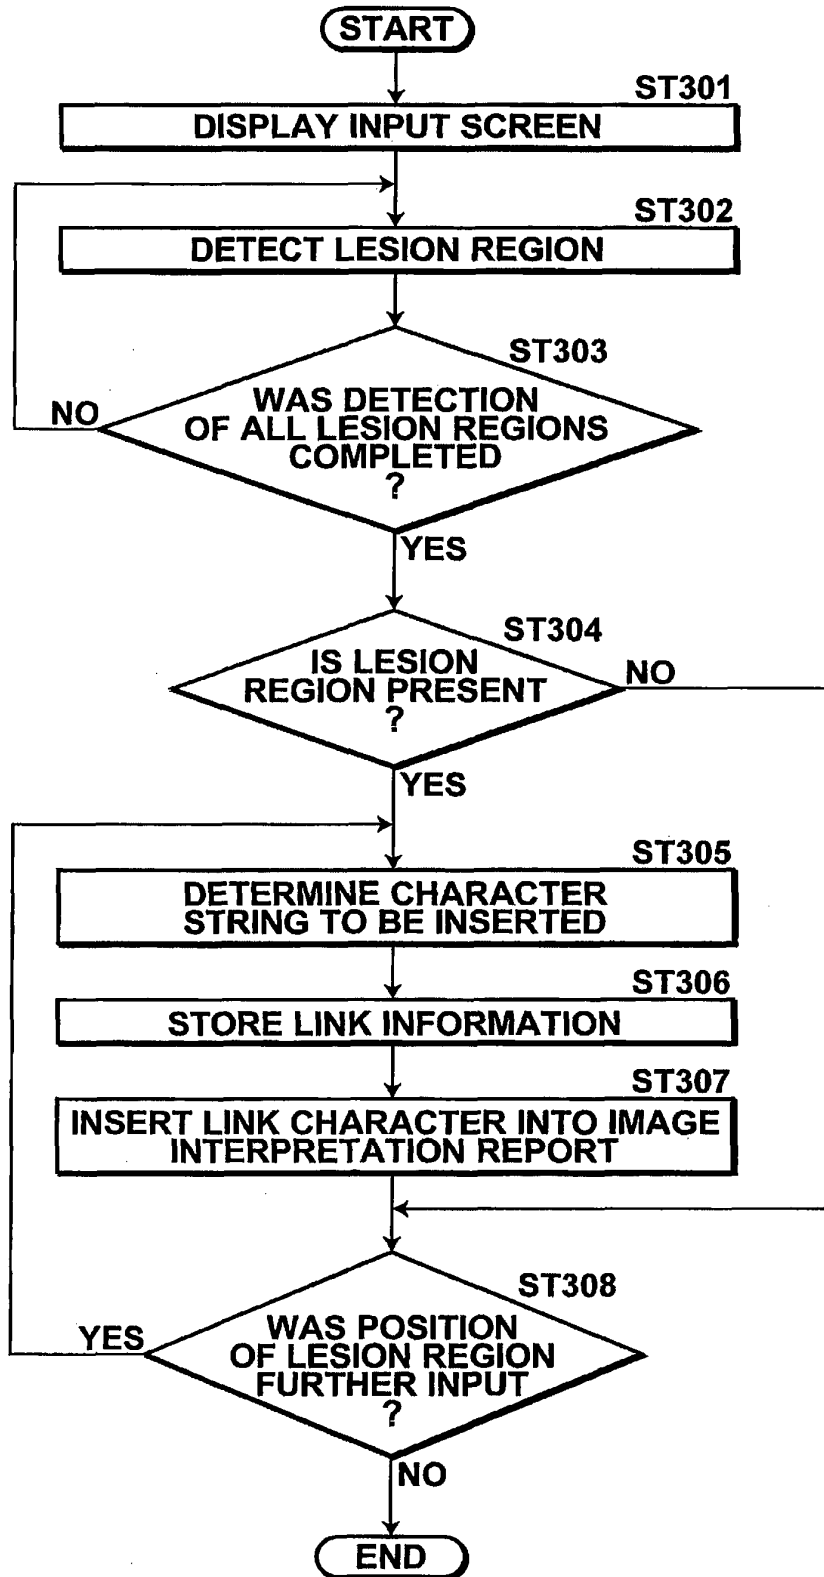 START
ST301
DISPLAY INPUT SCREEN
ST302
DETECT LESION REGION
ST303
WAS DETECTION
OF ALL LESION REGIONS
COMPLETED
?
NO
YES
ST304
IS LESION
REGION PRESENT
?
NO
YES
ST305
DETERMINE CHARACTER
STRING TO BE INSERTED
ST306
STORE LINK INFORMATION
ST307
INSERT LINK CHARACTER INTO IMAGE
INTERPRETATION REPORT
ST308
YES
WAS POSITION
OF LESION REGION
FURTHER INPUT
?
NO
END